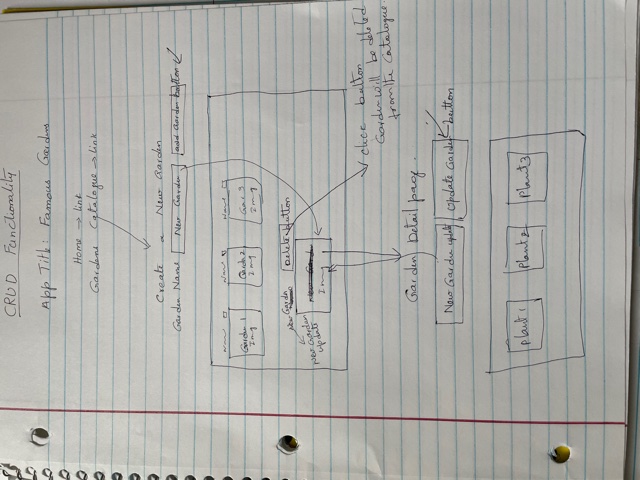 CRUD Functionality
App Title: Famous Gardens
Home → link
Gardens Catalogue → link
Create a New Garden
Garden Name New Garden add Garden button
Name Name Name
Garden 1 Img
Garden 2 Img
Gar 3 Img
New Garden
Delete button
New Garden update
Img
click button
Garden will be deleted
from the Catalogue.
Garden Detail page.
New Garden update Update Garden button
Plant 1 Plant 2 Plant 3